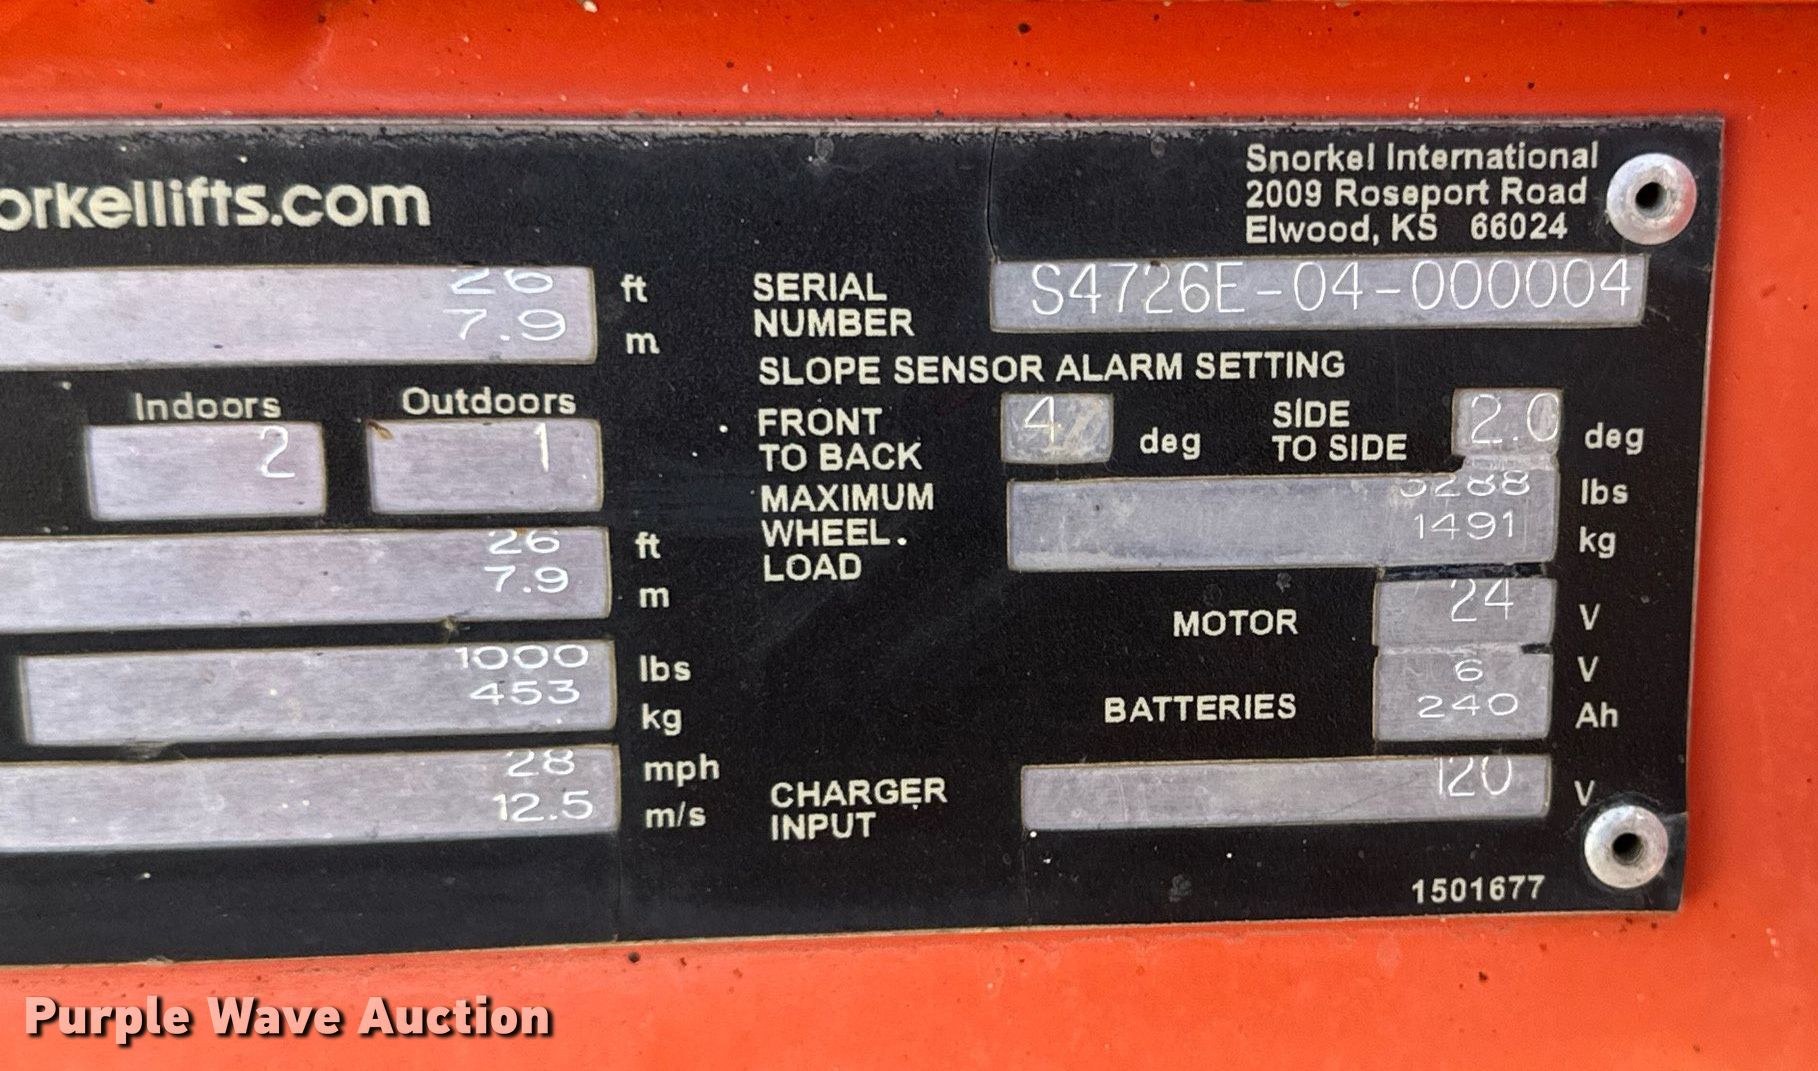 orkellifts.com
26 ft
7.9 m
Indoors Outdoors
2 1
26 ft
7.9 m
1000 lbs
453 kg
28 mph
12.5 m/s
Snorkel International
2009 Roseport Road
Elwood, KS 66024
SERIAL NUMBER S4726E-04-000004
SLOPE SENSOR ALARM SETTING
FRONT TO BACK 4 deg SIDE TO SIDE 2.0 deg
MAXIMUM WHEEL LOAD 3288 lbs
1491 kg
MOTOR 24 V
BATTERIES 6 V
240 Ah
CHARGER INPUT 120 V
1501677
Purple Wave Auction